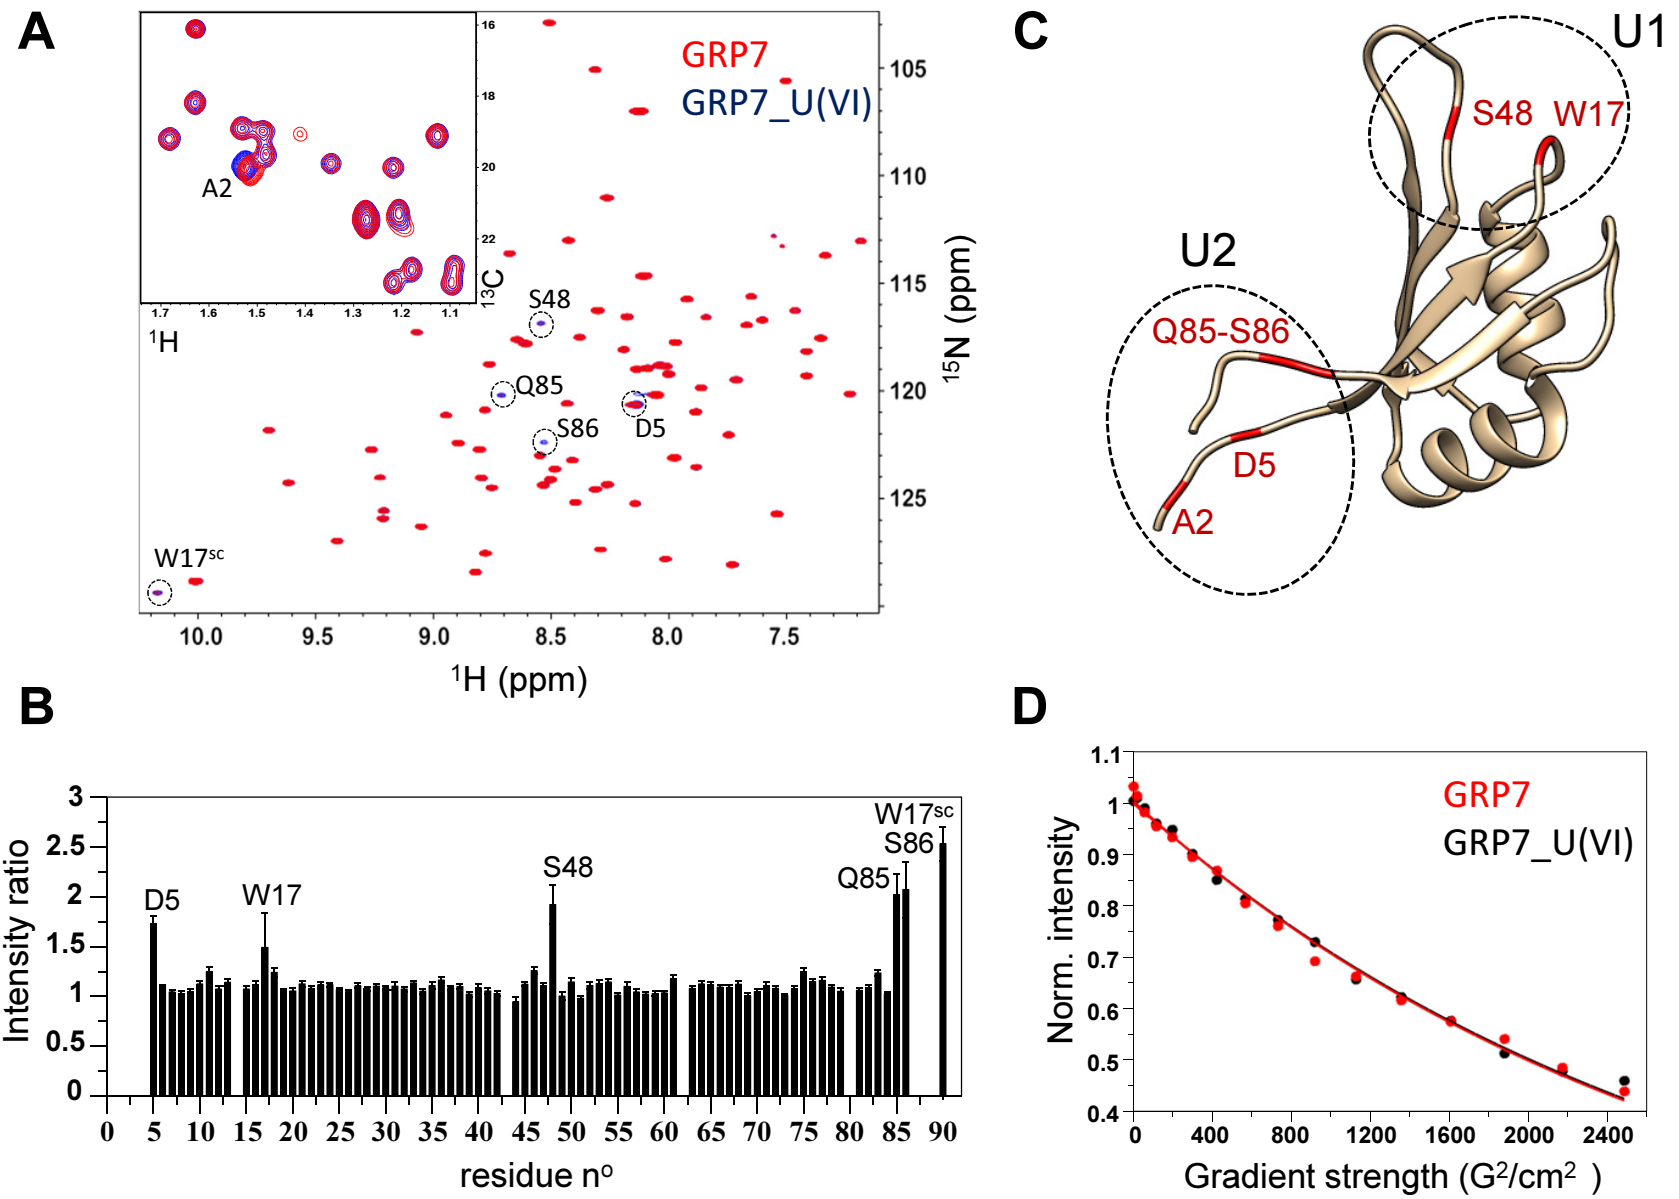 A
GRP7
GRP7_U(VI)
16
18
20
22
13C
A2
1.7 1.6 1.5 1.4 1.3 1.2 1.1
1H
S48
Q85
S86
D5
W17sc
105
110
115
120
125
15N (ppm)
10.0 9.5 9.0 8.5 8.0 7.5
1H (ppm)
C
U1
S48 W17
U2
Q85-S86
D5
A2
B
Intensity ratio
3
2.5
2
1.5
1
0.5
0
D5
W17
S48
Q85
S86
W17sc
0 5 10 15 20 25 30 35 40 45 50 55 60 65 70 75 80 85 90
residue nº
D
Norm. intensity
1.1
1
0.9
0.8
0.7
0.6
0.5
0.4
GRP7
GRP7_U(VI)
0 400 800 1200 1600 2000 2400
Gradient strength (G²/cm² )